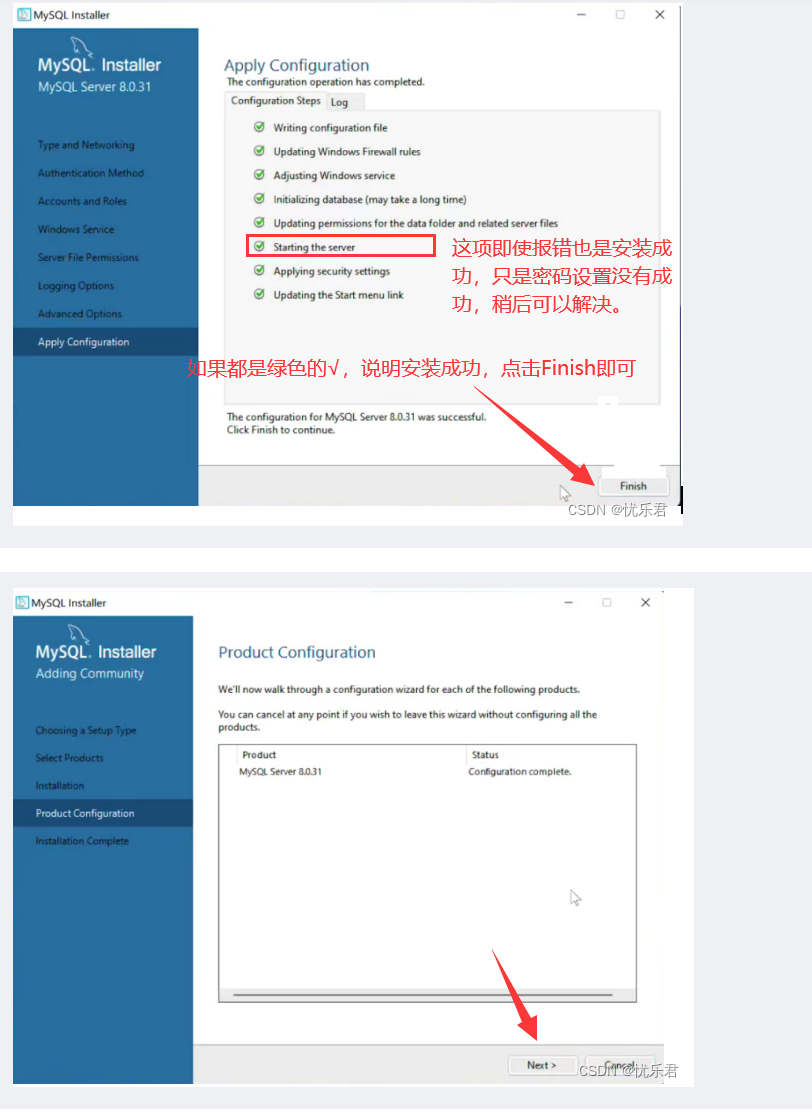 MySQL Installer
MySQL. Installer
MySQL Server 8.0.31
Type and Networking
Authentication Method
Accounts and Roles
Windows Service
Server File Permissions
Logging Options
Advanced Options
Apply Configuration
Apply Configuration
The configuration operation has completed.
Configuration Steps Log
Writing configuration file
Updating Windows Firewall rules
Adjusting Windows service
Initializing database (may take a long time)
Updating permissions for the data folder and related server files
Starting the server
Applying security settings
Updating the Start menu link
这项即使报错也是安装成
功，只是密码设置没有成
功，稍后可以解决。
如果都是绿色的√，说明安装成功，点击Finish即可
The configuration for MySQL Server 8.0.31 was successful.
Click Finish to continue.
Finish
CSDN @忧乐君
MySQL Installer
MySQL. Installer
Adding Community
Choosing a Setup Type
Select Products
Installation
Product Configuration
Installation Complete
Product Configuration
We'll now walk through a configuration wizard for each of the following products.
You can cancel at any point if you wish to leave this wizard without configuring all the
products.
Product Status
MySQL Server 8.0.31 Configuration complete.
Next > Cancel
CSDN @忧乐君